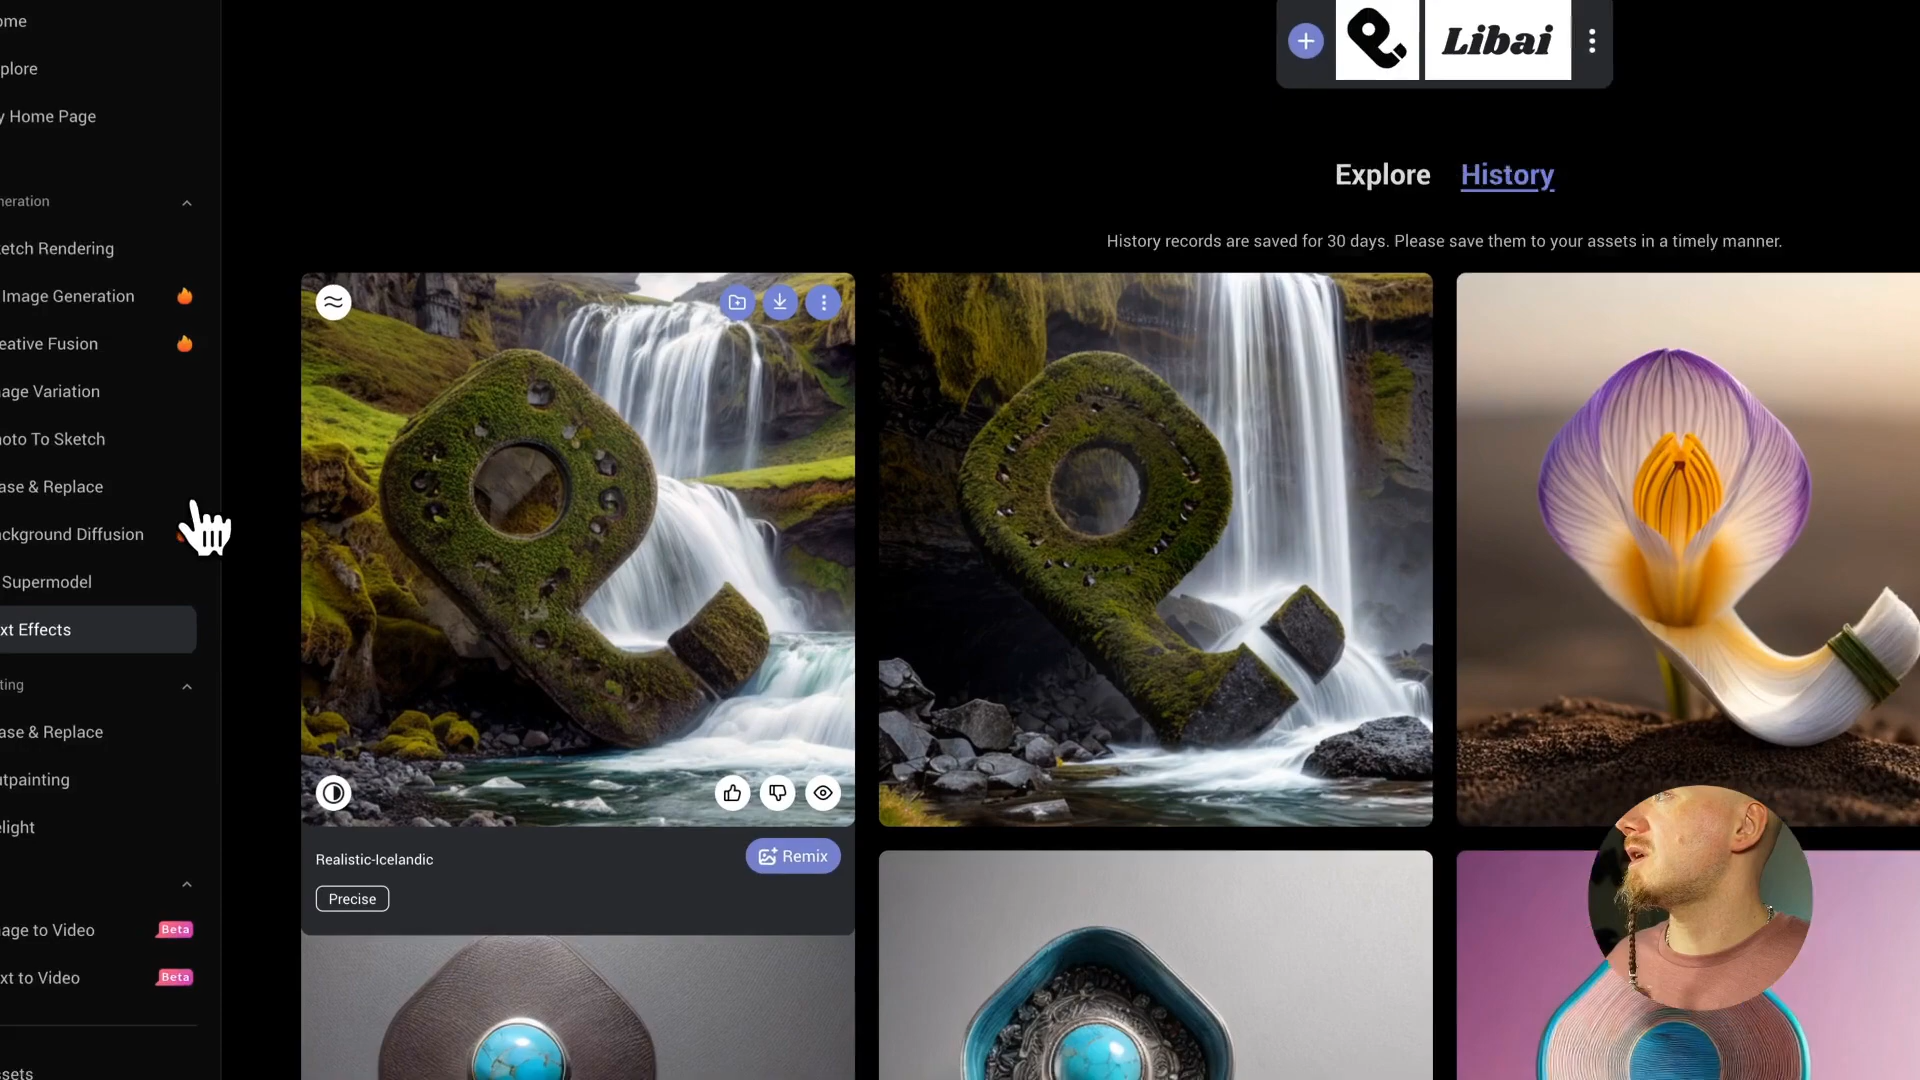 ome
plore
y Home Page
neration
etch Rendering
Image Generation
eative Fusion
age Variation
oto To Sketch
ase & Replace
ackground Diffusion
Supermodel
xt Effects
ting
ase & Replace
utpainting
elight
age to Video Beta
xt to Video Beta
sets
Libai
Explore History
History records are saved for 30 days. Please save them to your assets in a timely manner.
Realistic-Icelandic
Remix
Precise